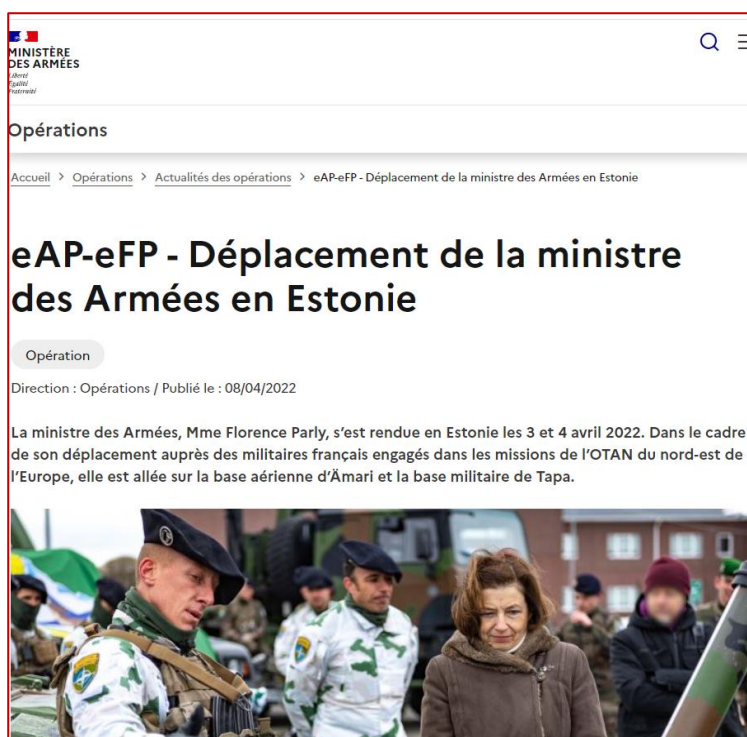 MINISTÈRE
DES ARMÉES
Liberté
Égalité
Fraternité
Opérations
Accueil > Opérations > Actualités des opérations > eAP-eFP - Déplacement de la ministre des Armées en Estonie
eAP-eFP - Déplacement de la ministre
des Armées en Estonie
Opération
Direction : Opérations / Publié le : 08/04/2022
La ministre des Armées, Mme Florence Parly, s’est rendue en Estonie les 3 et 4 avril 2022. Dans le cadre
de son déplacement auprès des militaires français engagés dans les missions de l’OTAN du nord-est de
l’Europe, elle est allée sur la base aérienne d’Ämari et la base militaire de Tapa.